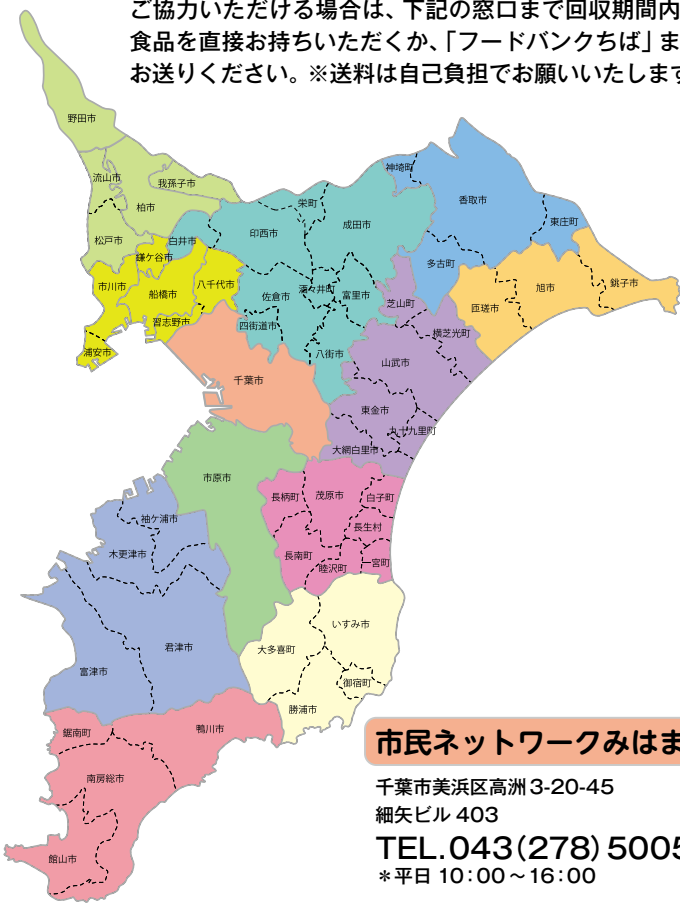 ご協力いただける場合は、下記の窓口まで回収期間内
食品を直接お持ちいただくか、「フードバンクちば」ま
お送りください。※送料は自己負担でお願いいたします
野田市
流山市
我孫子市
柏市
松戸市
鎌ケ谷市
白井市
市川市
船橋市
八千代市
習志野市
浦安市
印西市
栄町
成田市
佐倉市
酒々井町
富里市
四街道市
八街市
神崎町
香取市
東庄町
多古町
匝瑳市
旭市
銚子市
芝山町
横芝光町
山武市
東金市
九十九里町
大網白里市
千葉市
市原市
長柄町
茂原市
白子町
長生村
長南町
睦沢町
一宮町
袖ケ浦市
木更津市
君津市
富津市
いすみ市
大多喜町
御宿町
勝浦市
鋸南町
鴨川市
南房総市
館山市
市民ネットワークみはま
千葉市美浜区高洲3-20-45
細矢ビル 403
TEL.043(278)5005
＊平日 10：00～16：00